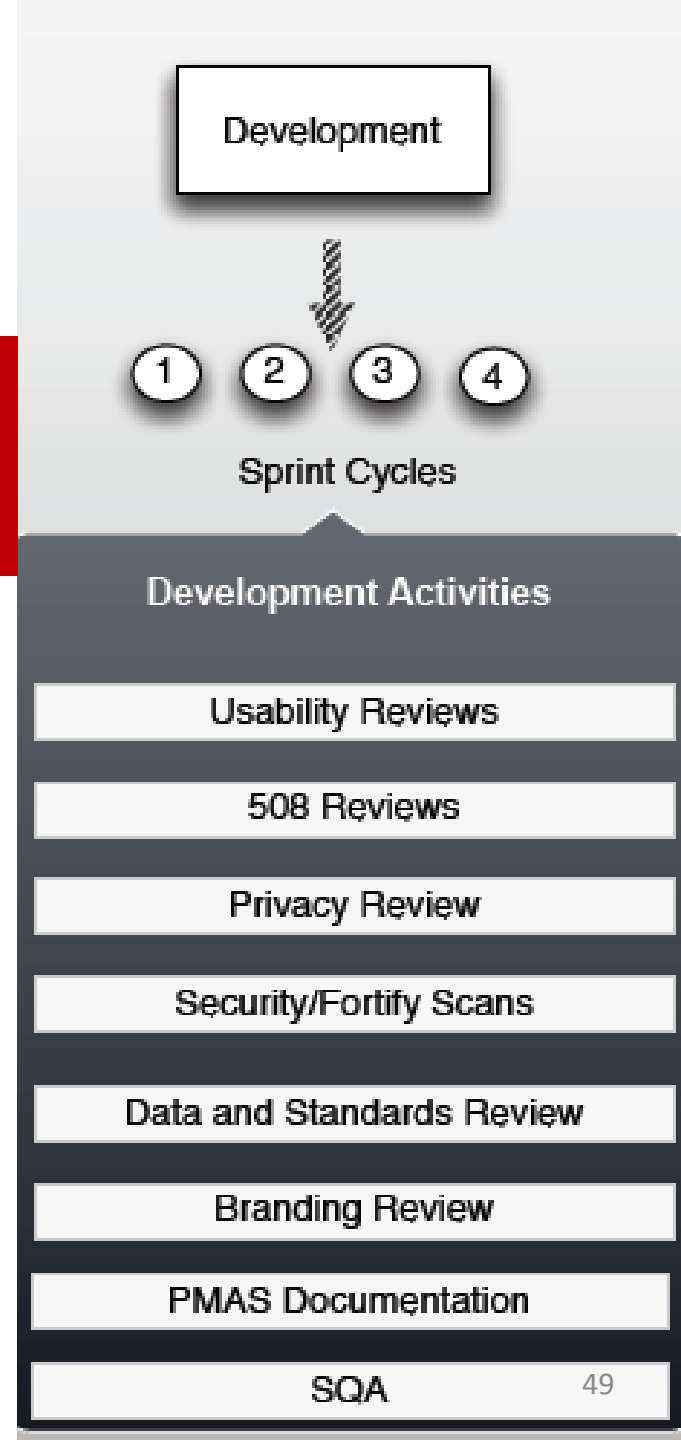 Development
1 2 3 4
Sprint Cycles
Development Activities
Usability Reviews
508 Reviews
Privacy Review
Security/Fortify Scans
Data and Standards Review
Branding Review
PMAS Documentation
SQA 49